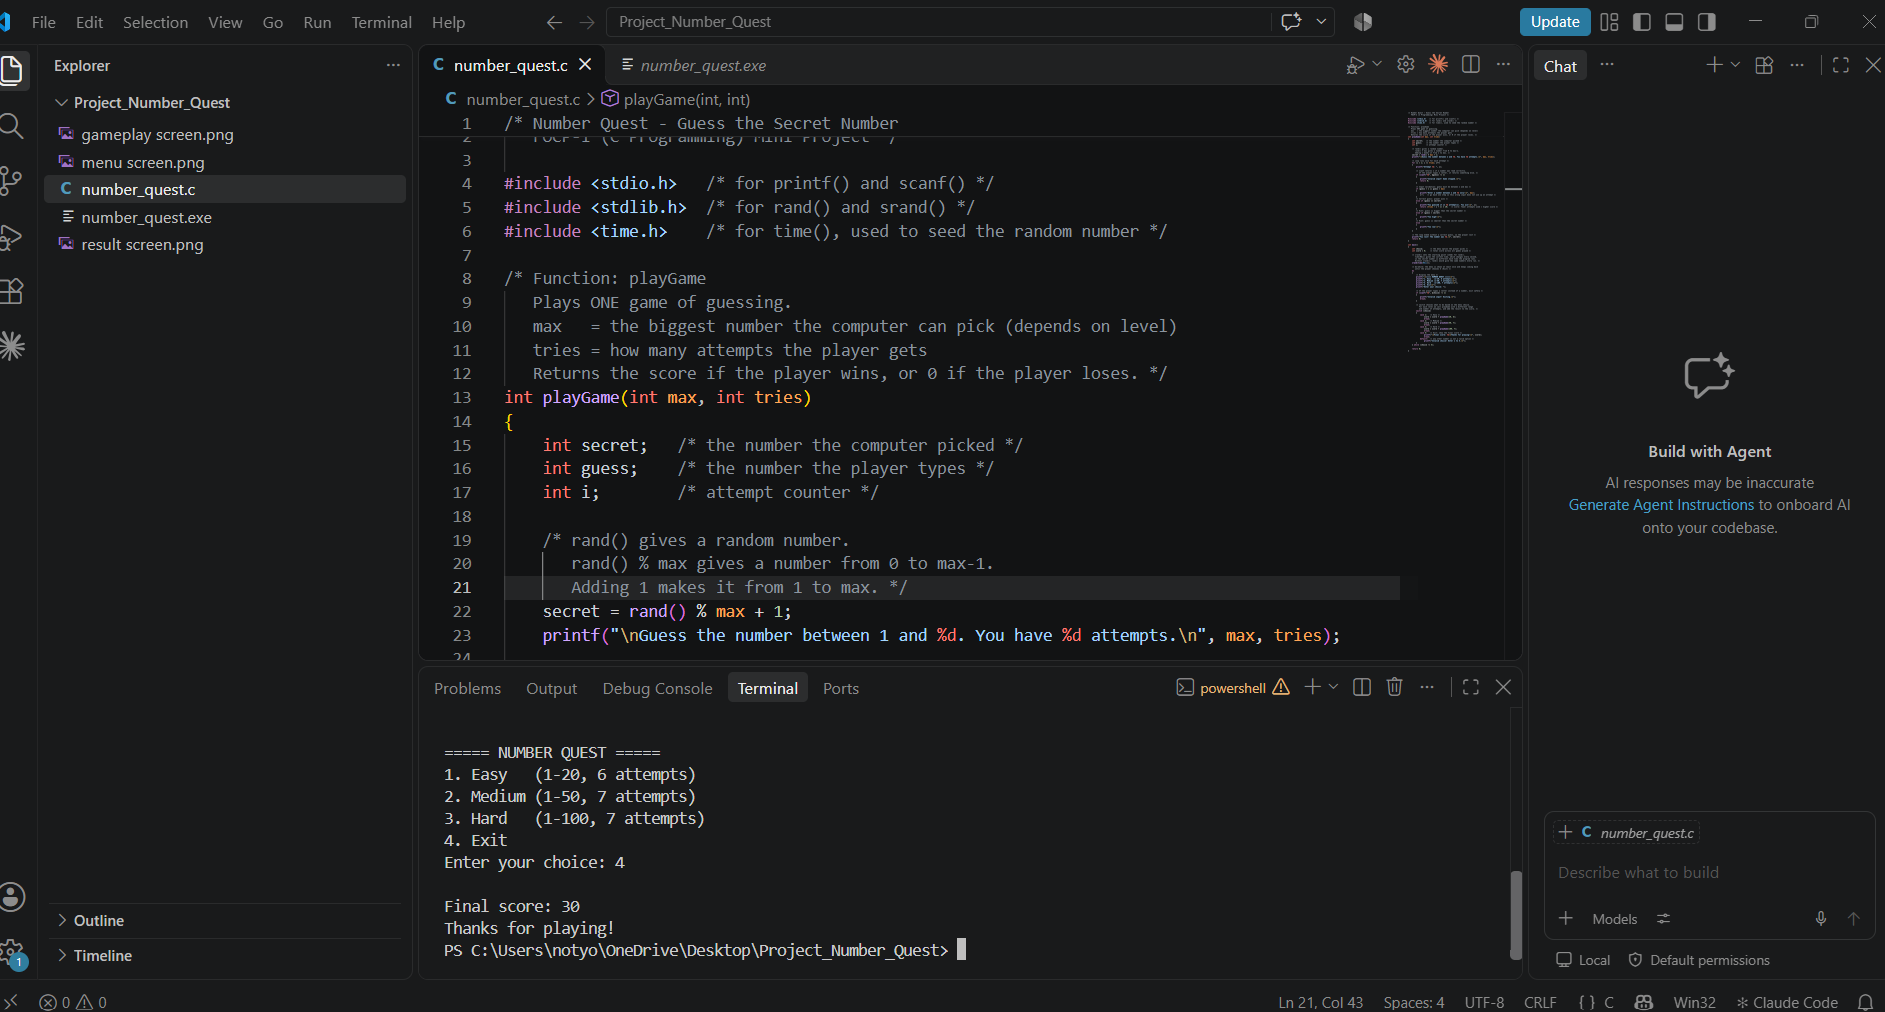 File Edit Selection View Go Run Terminal Help
Project_Number_Quest
Update
Explorer
Project_Number_Quest
gameplay screen.png
menu screen.png
C number_quest.c
number_quest.exe
result screen.png
Outline
Timeline
C number_quest.c
number_quest.exe
C number_quest.c > playGame(int, int)
1 /* Number Quest - Guess the Secret Number
2 FOCP-1 (C Programming) Mini Project */
3
4 #include <stdio.h> /* for printf() and scanf() */
5 #include <stdlib.h> /* for rand() and srand() */
6 #include <time.h> /* for time(), used to seed the random number */
7
8 /* Function: playGame
9 Plays ONE game of guessing.
10 max = the biggest number the computer can pick (depends on level)
11 tries = how many attempts the player gets
12 Returns the score if the player wins, or 0 if the player loses. */
13 int playGame(int max, int tries)
14 {
15 int secret; /* the number the computer picked */
16 int guess; /* the number the player types */
17 int i; /* attempt counter */
18
19 /* rand() gives a random number.
20 rand() % max gives a number from 0 to max-1.
21 Adding 1 makes it from 1 to max. */
22 secret = rand() % max + 1;
23 printf("\nGuess the number between 1 and %d. You have %d attempts.\n", max, tries);
24
Problems Output Debug Console Terminal Ports
powershell
===== NUMBER QUEST =====
1. Easy (1-20, 6 attempts)
2. Medium (1-50, 7 attempts)
3. Hard (1-100, 7 attempts)
4. Exit
Enter your choice: 4
Final score: 30
Thanks for playing!
PS C:\Users\notyo\OneDrive\Desktop\Project_Number_Quest>
Chat
Build with Agent
AI responses may be inaccurate
Generate Agent Instructions to onboard AI
onto your codebase.
C number_quest.c
Describe what to build
Models
Local Default permissions
1
0 0
Ln 21, Col 43 Spaces: 4 UTF-8 CRLF {} C Win32 Claude Code